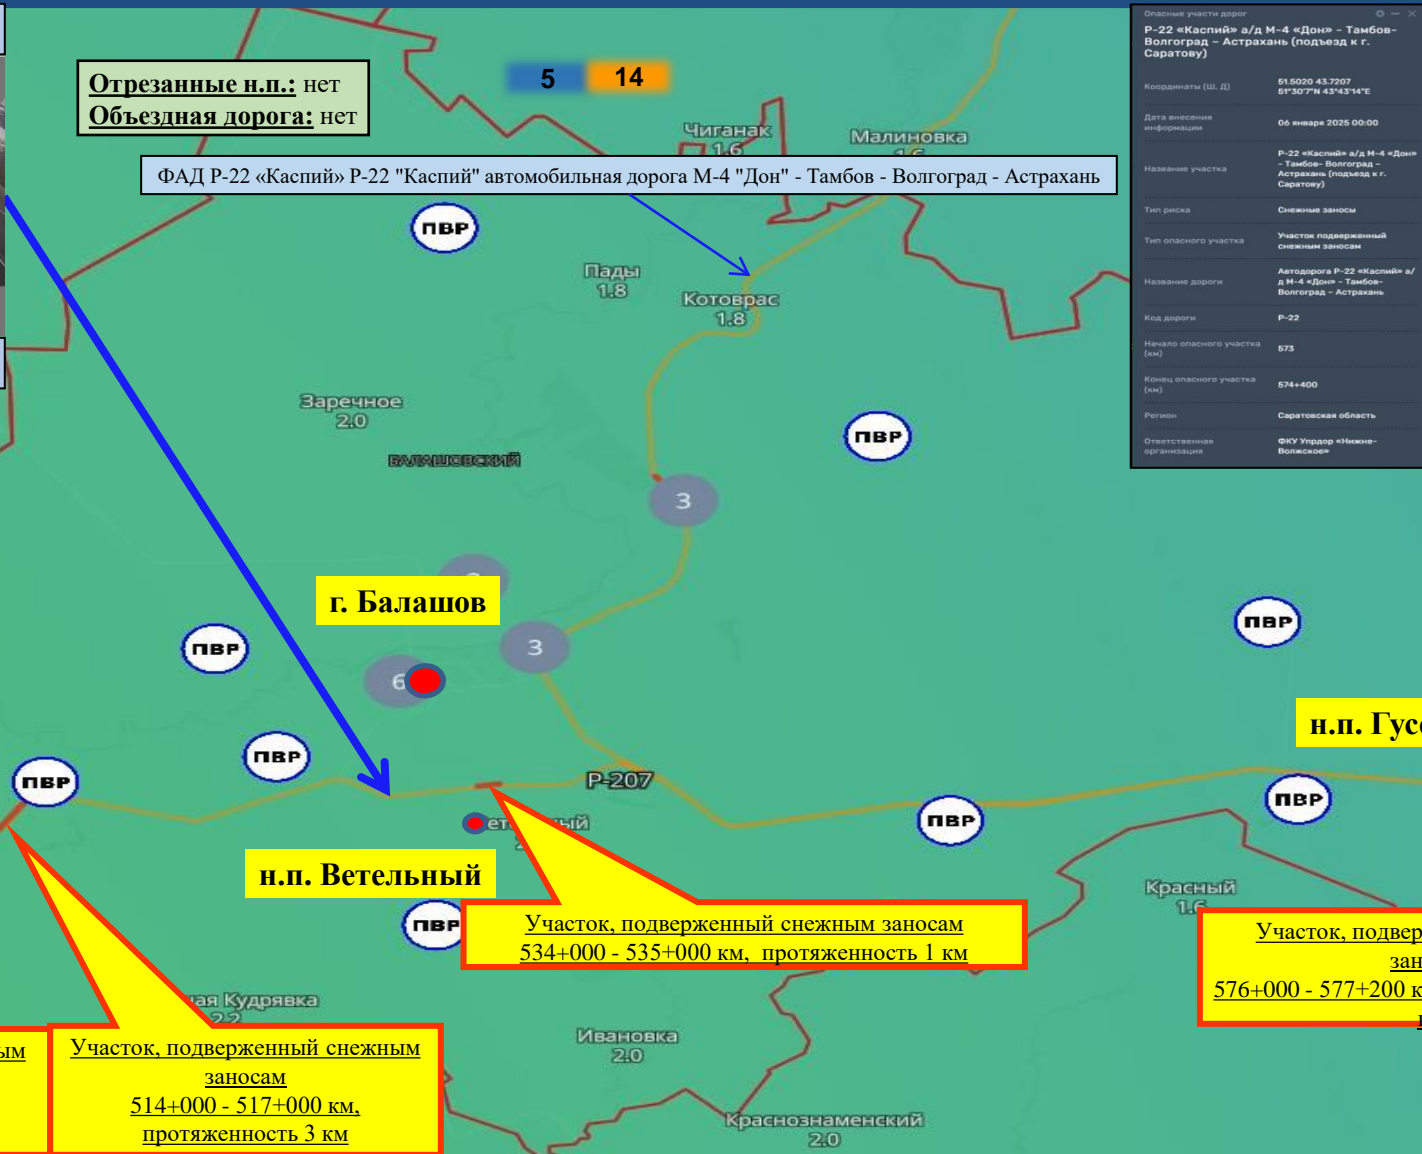 Отрезанные н.п.: нет
Объездная дорога: нет
5 14
ФАД Р-22 «Каспий» Р-22 "Каспий" автомобильная дорога М-4 "Дон" - Тамбов - Волгоград - Астрахань
Чиганак
1.6
Малиновка
ПВР
Пады
1.8
Котоврас
1.8
Заречное
2.0
ПВР
БАЛАШОВСКИЙ
3
г. Балашов
ПВР
3
ПВР
6
н.п.
ПВР
ПВР
Р-207
ПВР
ПВР
н.п. Ветельный
Красный
1.6
ПВР
Участок, подверженный снежным заносам
534+000 - 535+000 км, протяженность 1 км
Участок,
576+000 - 577+200
Кудрявка
2.2
Ивановка
2.0
Участок, подверженный снежным
заносам
514+000 - 517+000 км,
протяженность 3 км
Краснознаменский
2.0
Опасные участи дорог
Р-22 «Каспий» а/д М-4 «Дон» - Тамбов-
Волгоград – Астрахань (подъезд к г.
Саратову)
Координаты (Ш, Д)
51.5020 43.7207
51°30'7"N 43°43'14"E
Дата внесения
информации
06 января 2025 00:00
Название участка
Р-22 «Каспий» а/д М-4 «Дон»
- Тамбов- Волгоград –
Астрахань (подъезд к г.
Саратову)
Тип риска
Снежные заносы
Тип опасного участка
Участок подверженный
снежным заносам
Название дороги
Автодорога Р-22 «Каспий» а/
д М-4 «Дон» - Тамбов-
Волгоград – Астрахань
Код дороги
Р-22
Начало опасного участка
(км)
573
Конец опасного участка
(км)
574+400
Регион
Саратовская область
Ответственная
организация
ФКУ Упрдор «Нижне-
Волжское»